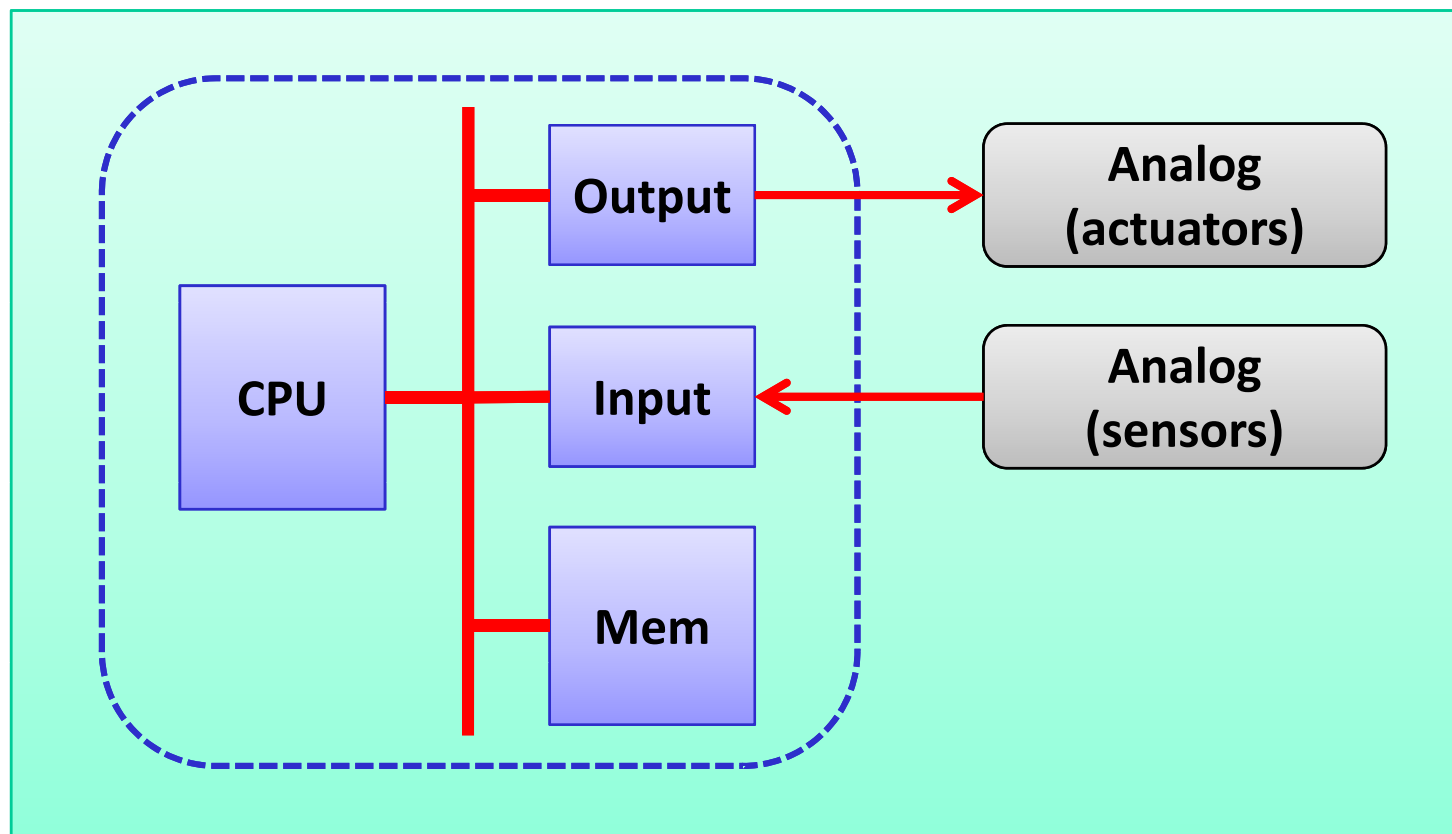 Output
Analog
(actuators)
CPU
Input
Analog
(sensors)
Mem